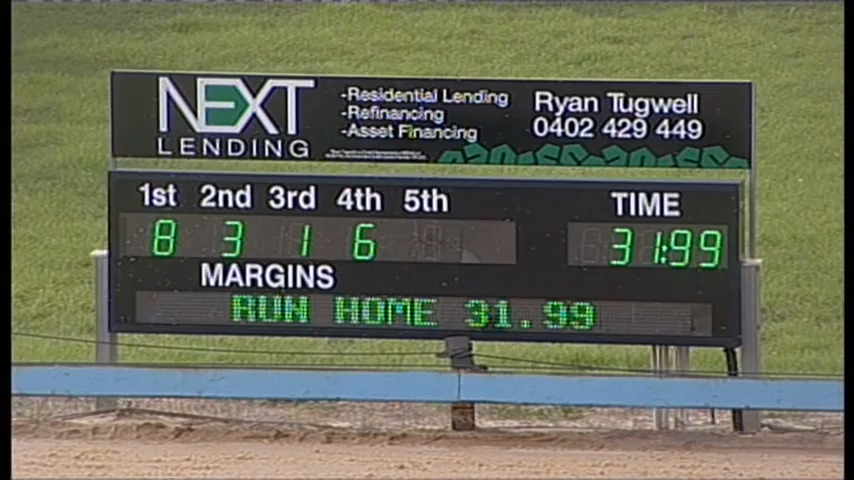 NEXT
LENDING
-Residential Lending
-Refinancing
-Asset Financing
Ryan Tugwell
0402 429 449
1st 2nd 3rd 4th 5th TIME
8 3 1 6 31:99
MARGINS
RUN HOME 31.99